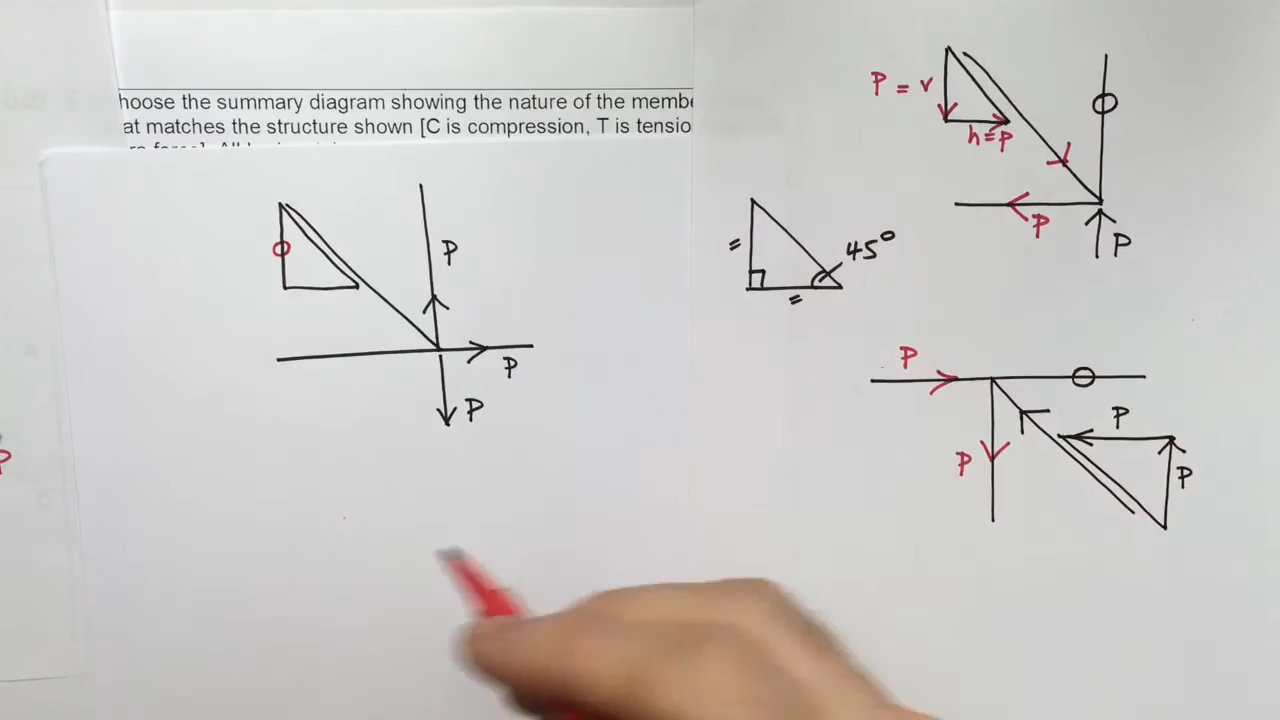 hoose the summary diagram showing the nature of the membe
at matches the structure shown [C is compression, T is tensio
P = v
h=P
P
P
45°
=
=
P
P
P
P
P
P
P
P